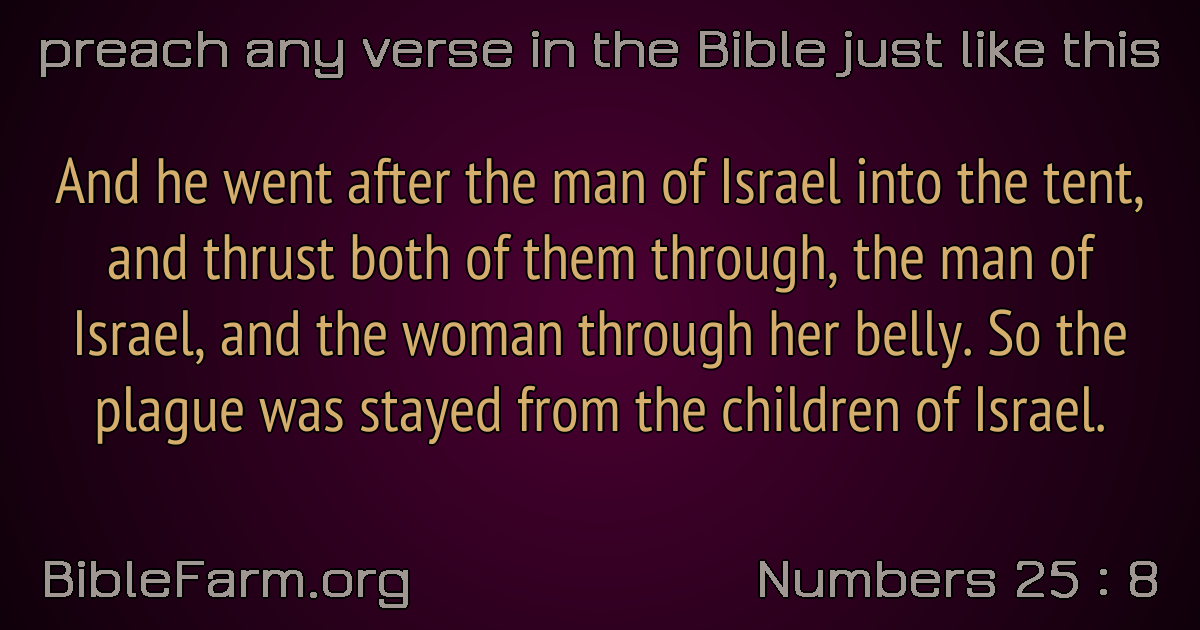 preach any verse in the Bible just like this
And he went after the man of Israel into the tent,
and thrust both of them through, the man of
Israel, and the woman through her belly. So the
plague was stayed from the children of Israel.
BibleFarm.org
Numbers 25 : 8